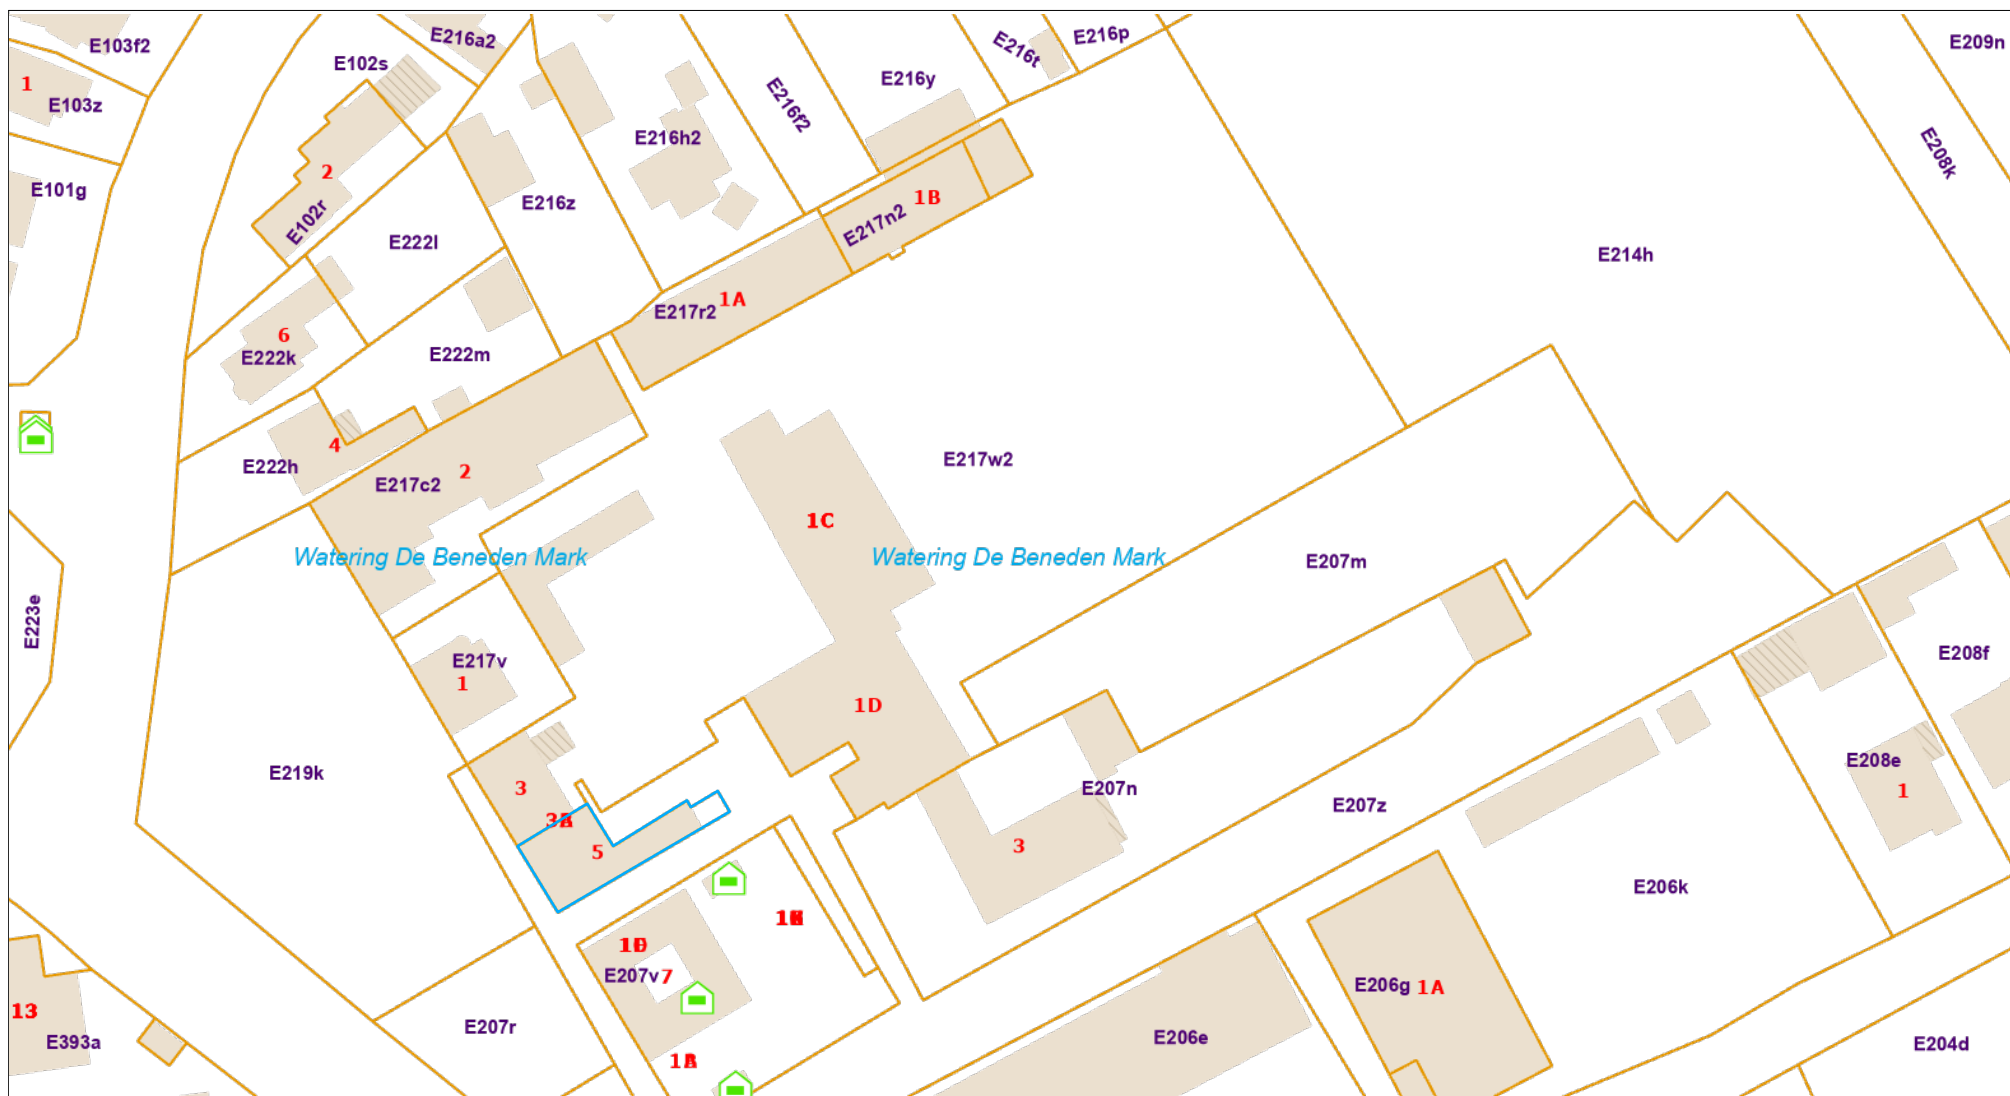 E103f2
E216a2
E216t
E216p
E209n
E102s
1
E103z
E216y
E216f2
E216h2
E208k
2
E101g
E102r
E216z
1B
E217n2
E222l
E214h
1A
E217r2
6
E222k
E222m
4
E222h
2
E217c2
E217w2
1C
Watering De Beneden Mark
Watering De Beneden Mark
E207m
E223e
E217v
1
E208f
1D
E219k
3
E207n
E208e
1
E207z
5
3
E206k
E207v
7
E206g
1A
13
E207r
E206e
E393a
E204d